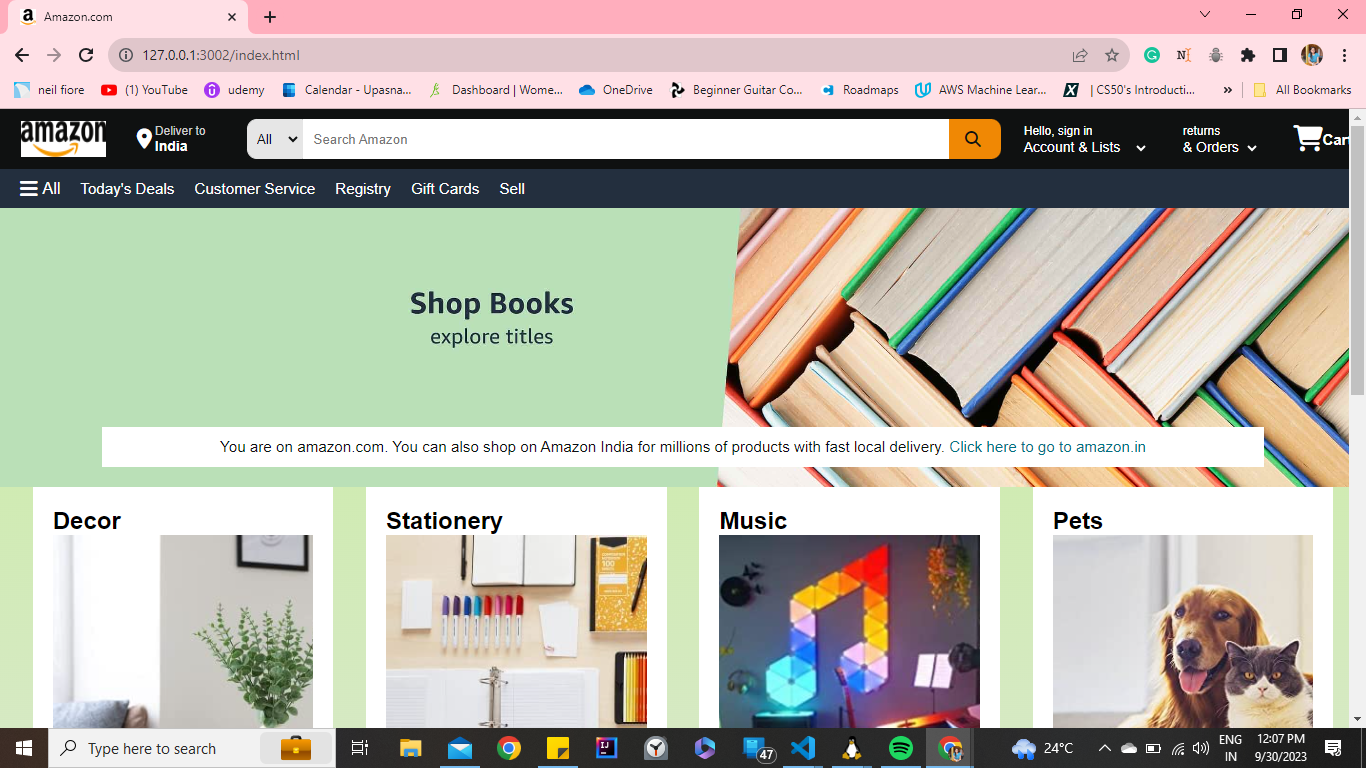 Amazon.com
127.0.0.1:3002/index.html
neil fiore (1) YouTube udemy Calendar - Upasna... Dashboard | Wome... OneDrive Beginner Guitar Co... Roadmaps AWS Machine Lear... | CS50's Introducti... » All Bookmarks
amazon
Deliver to
India
All
Search Amazon
Hello, sign in
Account & Lists
returns
& Orders
Cart
All Today's Deals Customer Service Registry Gift Cards Sell
Shop Books
explore titles
You are on amazon.com. You can also shop on Amazon India for millions of products with fast local delivery. Click here to go to amazon.in
Decor Stationery Music Pets
100
Type here to search
47
24°C
ENG
IN
12:07 PM
9/30/2023